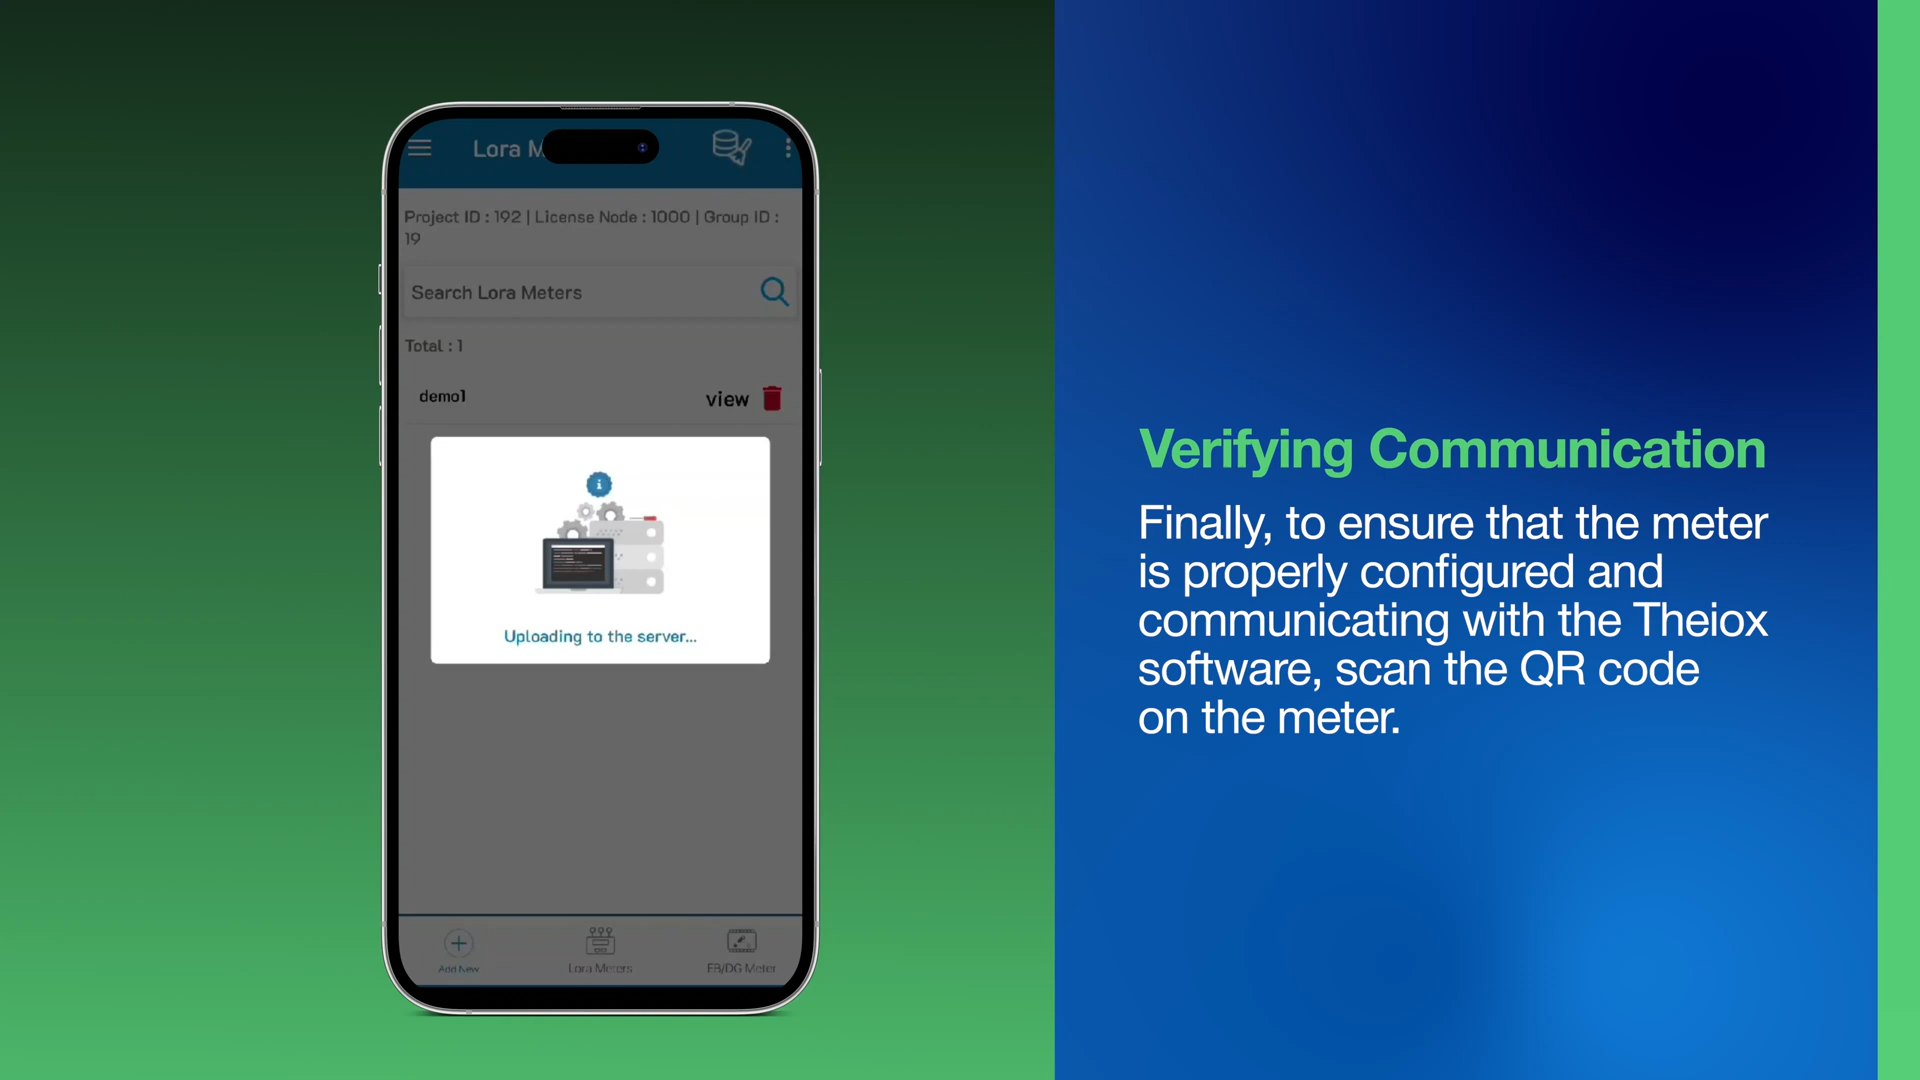 Lora M
Project ID : 192 | License Node : 1000 | Group ID :
19
Search Lora Meters
Total : 1
demo1
view
Uploading to the server...
Add New
Lora Meters
EB/DG Meter
Verifying Communication
Finally, to ensure that the meter
is properly configured and
communicating with the Theiox
software, scan the QR code
on the meter.